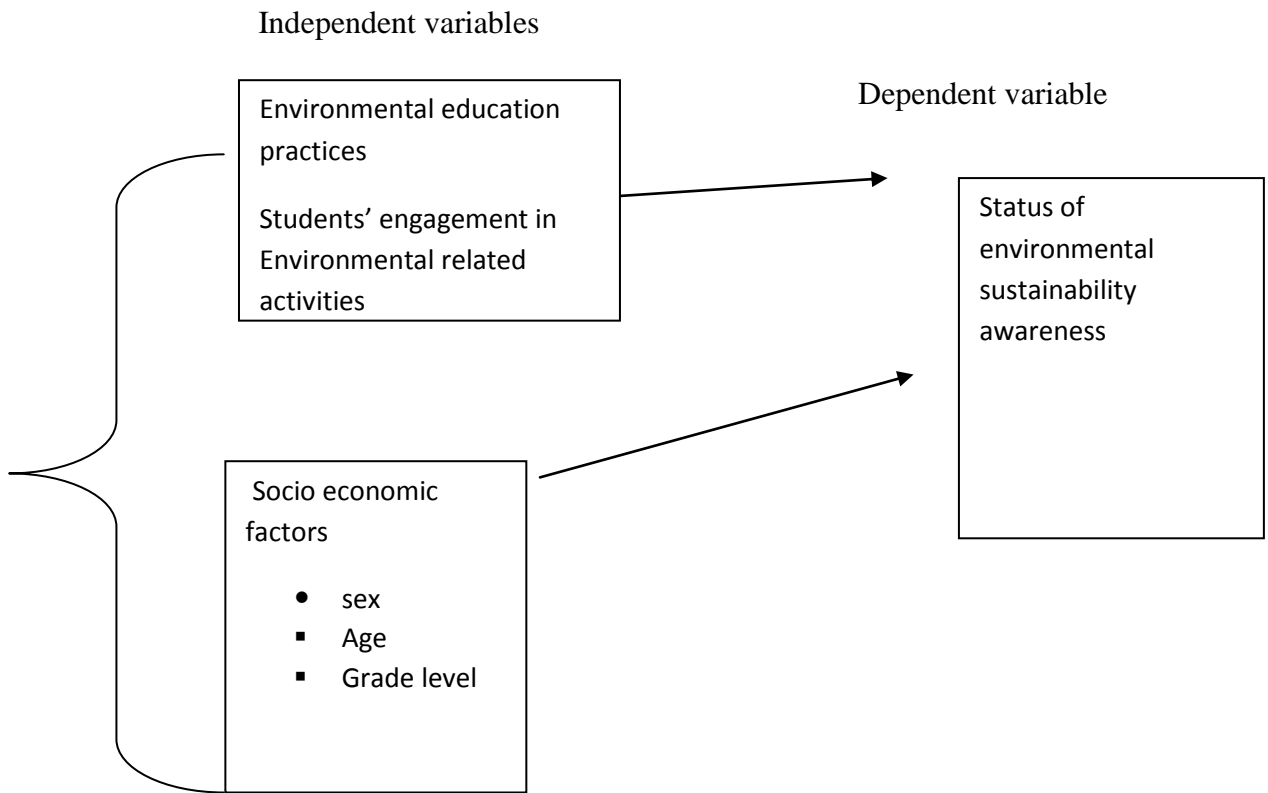 Independent variables
Environmental education
practices
Students’ engagement in
Environmental related
activities
Socio economic
factors
● sex
▪ Age
▪ Grade level
Dependent variable
Status of
environmental
sustainability
awareness